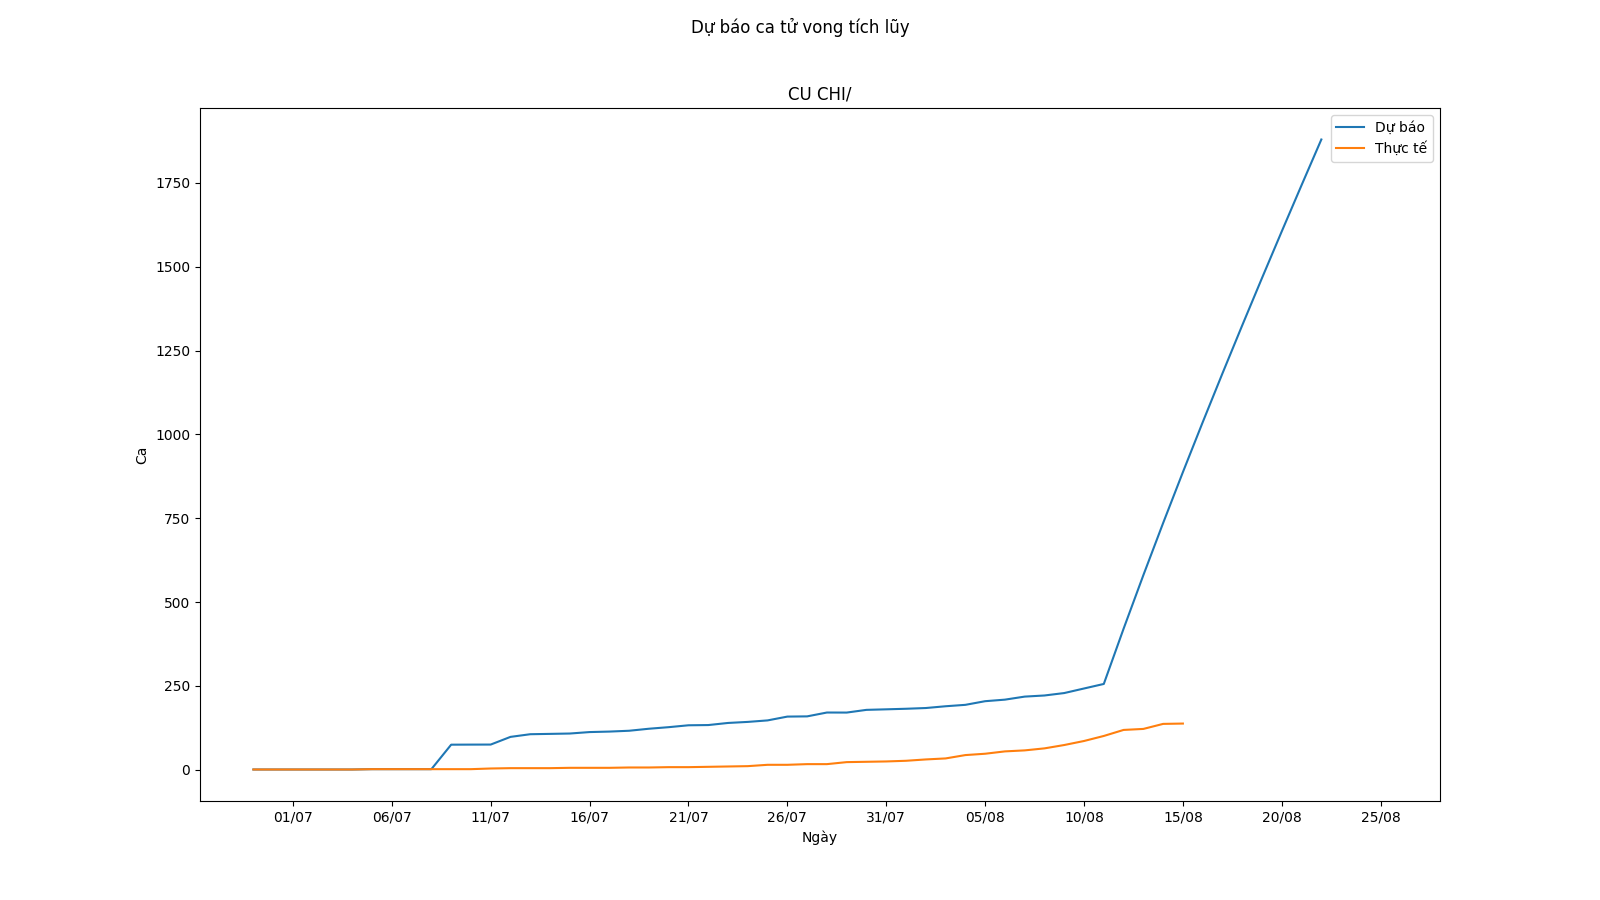 Dự báo ca tử vong tích lũy
CU CHI/
Dự báo
Thực tế
1750
1500
1250
1000
750
500
250
0
Ca
01/07 06/07 11/07 16/07 21/07 26/07 31/07 05/08 10/08 15/08 20/08 25/08
Ngày